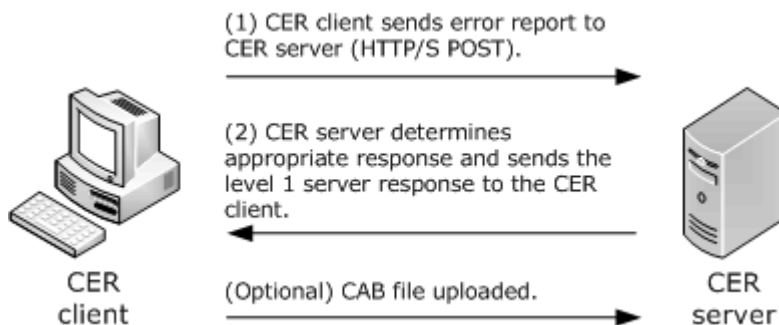 (1) CER client sends error report to
CER server (HTTP/S POST).
(2) CER server determines
appropriate response and sends the
level 1 server response to the CER
client.
(Optional) CAB file uploaded.
CER
client
CER
server